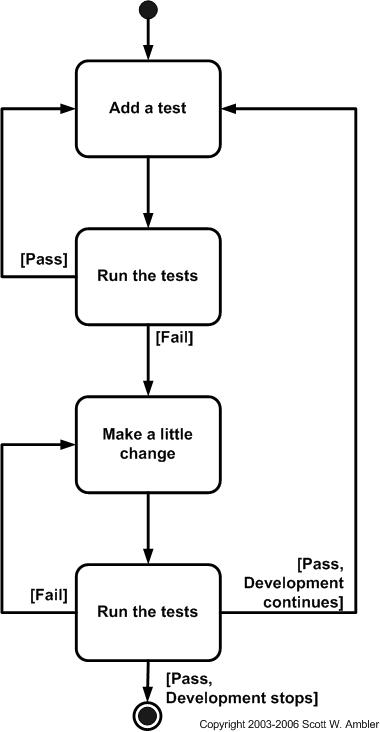 Add a test
[Pass]
Run the tests
[Fail]
Make a little
change
[Fail]
Run the tests
[Pass,
Development
continues]
[Pass,
Development stops]
Copyright 2003-2006 Scott W. Ambler